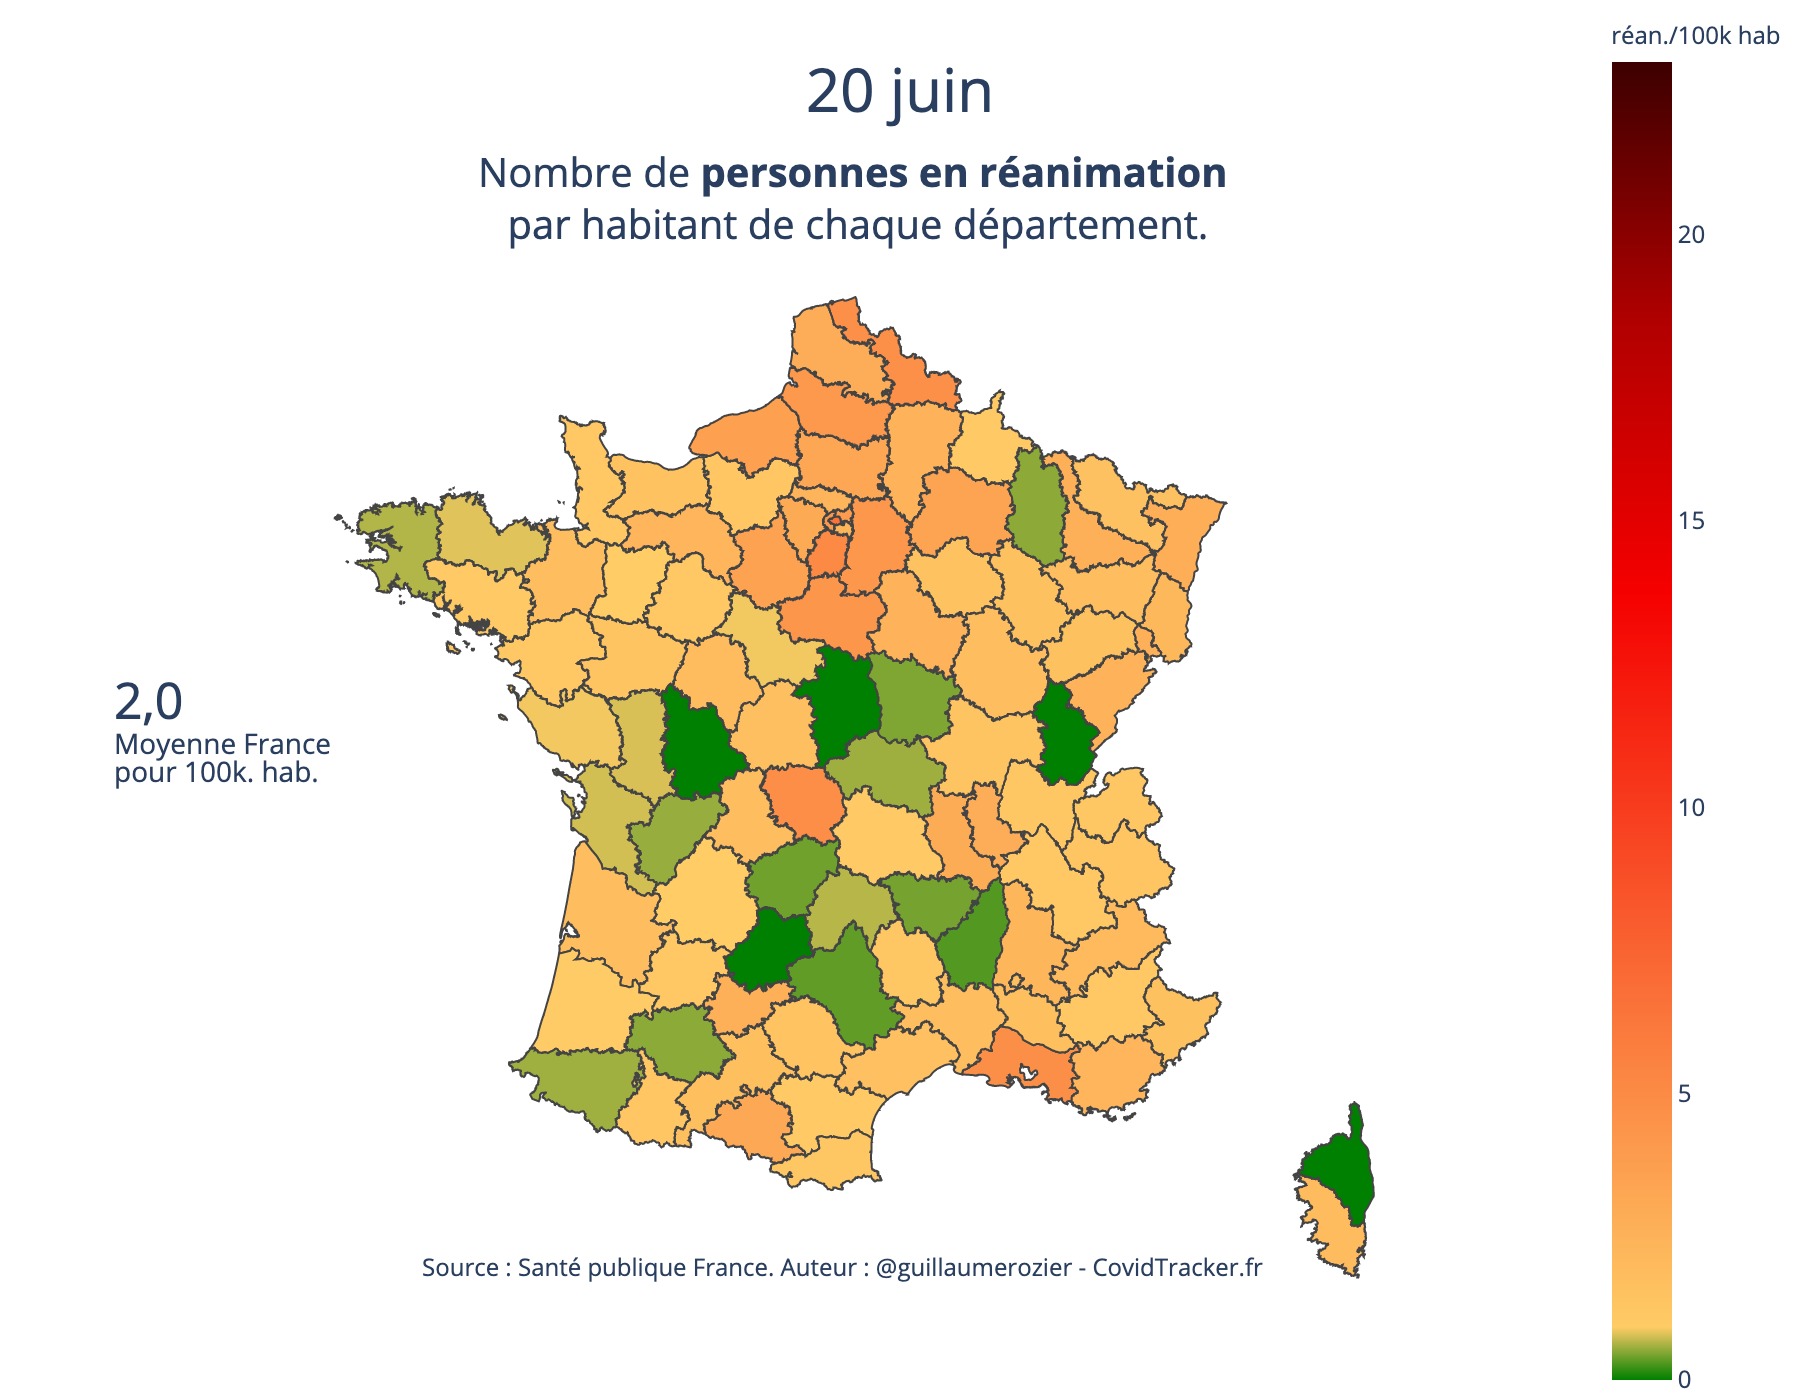 réan./100k hab
20 juin
Nombre de personnes en réanimation
par habitant de chaque département.
20
15
2,0
Moyenne France
pour 100k. hab.
10
5
Source : Santé publique France. Auteur : @guillaumerozier - CovidTracker.fr
0